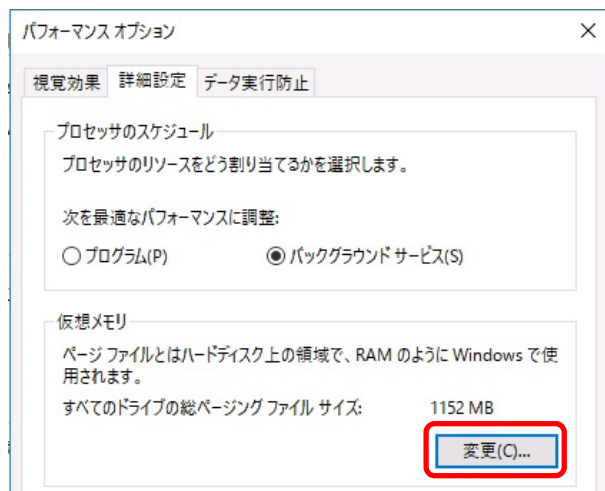 パフォーマンス オプション
視覚効果 詳細設定 データ実行防止
プロセッサのスケジュール
プロセッサのリソースをどう割り当てるかを選択します。
次を最適なパフォーマンスに調整:
プログラム(P) バックグラウンド サービス(S)
仮想メモリ
ページ ファイルとはハードディスク上の領域で、RAM のように Windows で使
用されます。
すべてのドライブの総ページング ファイル サイズ: 1152 MB
変更(C)...